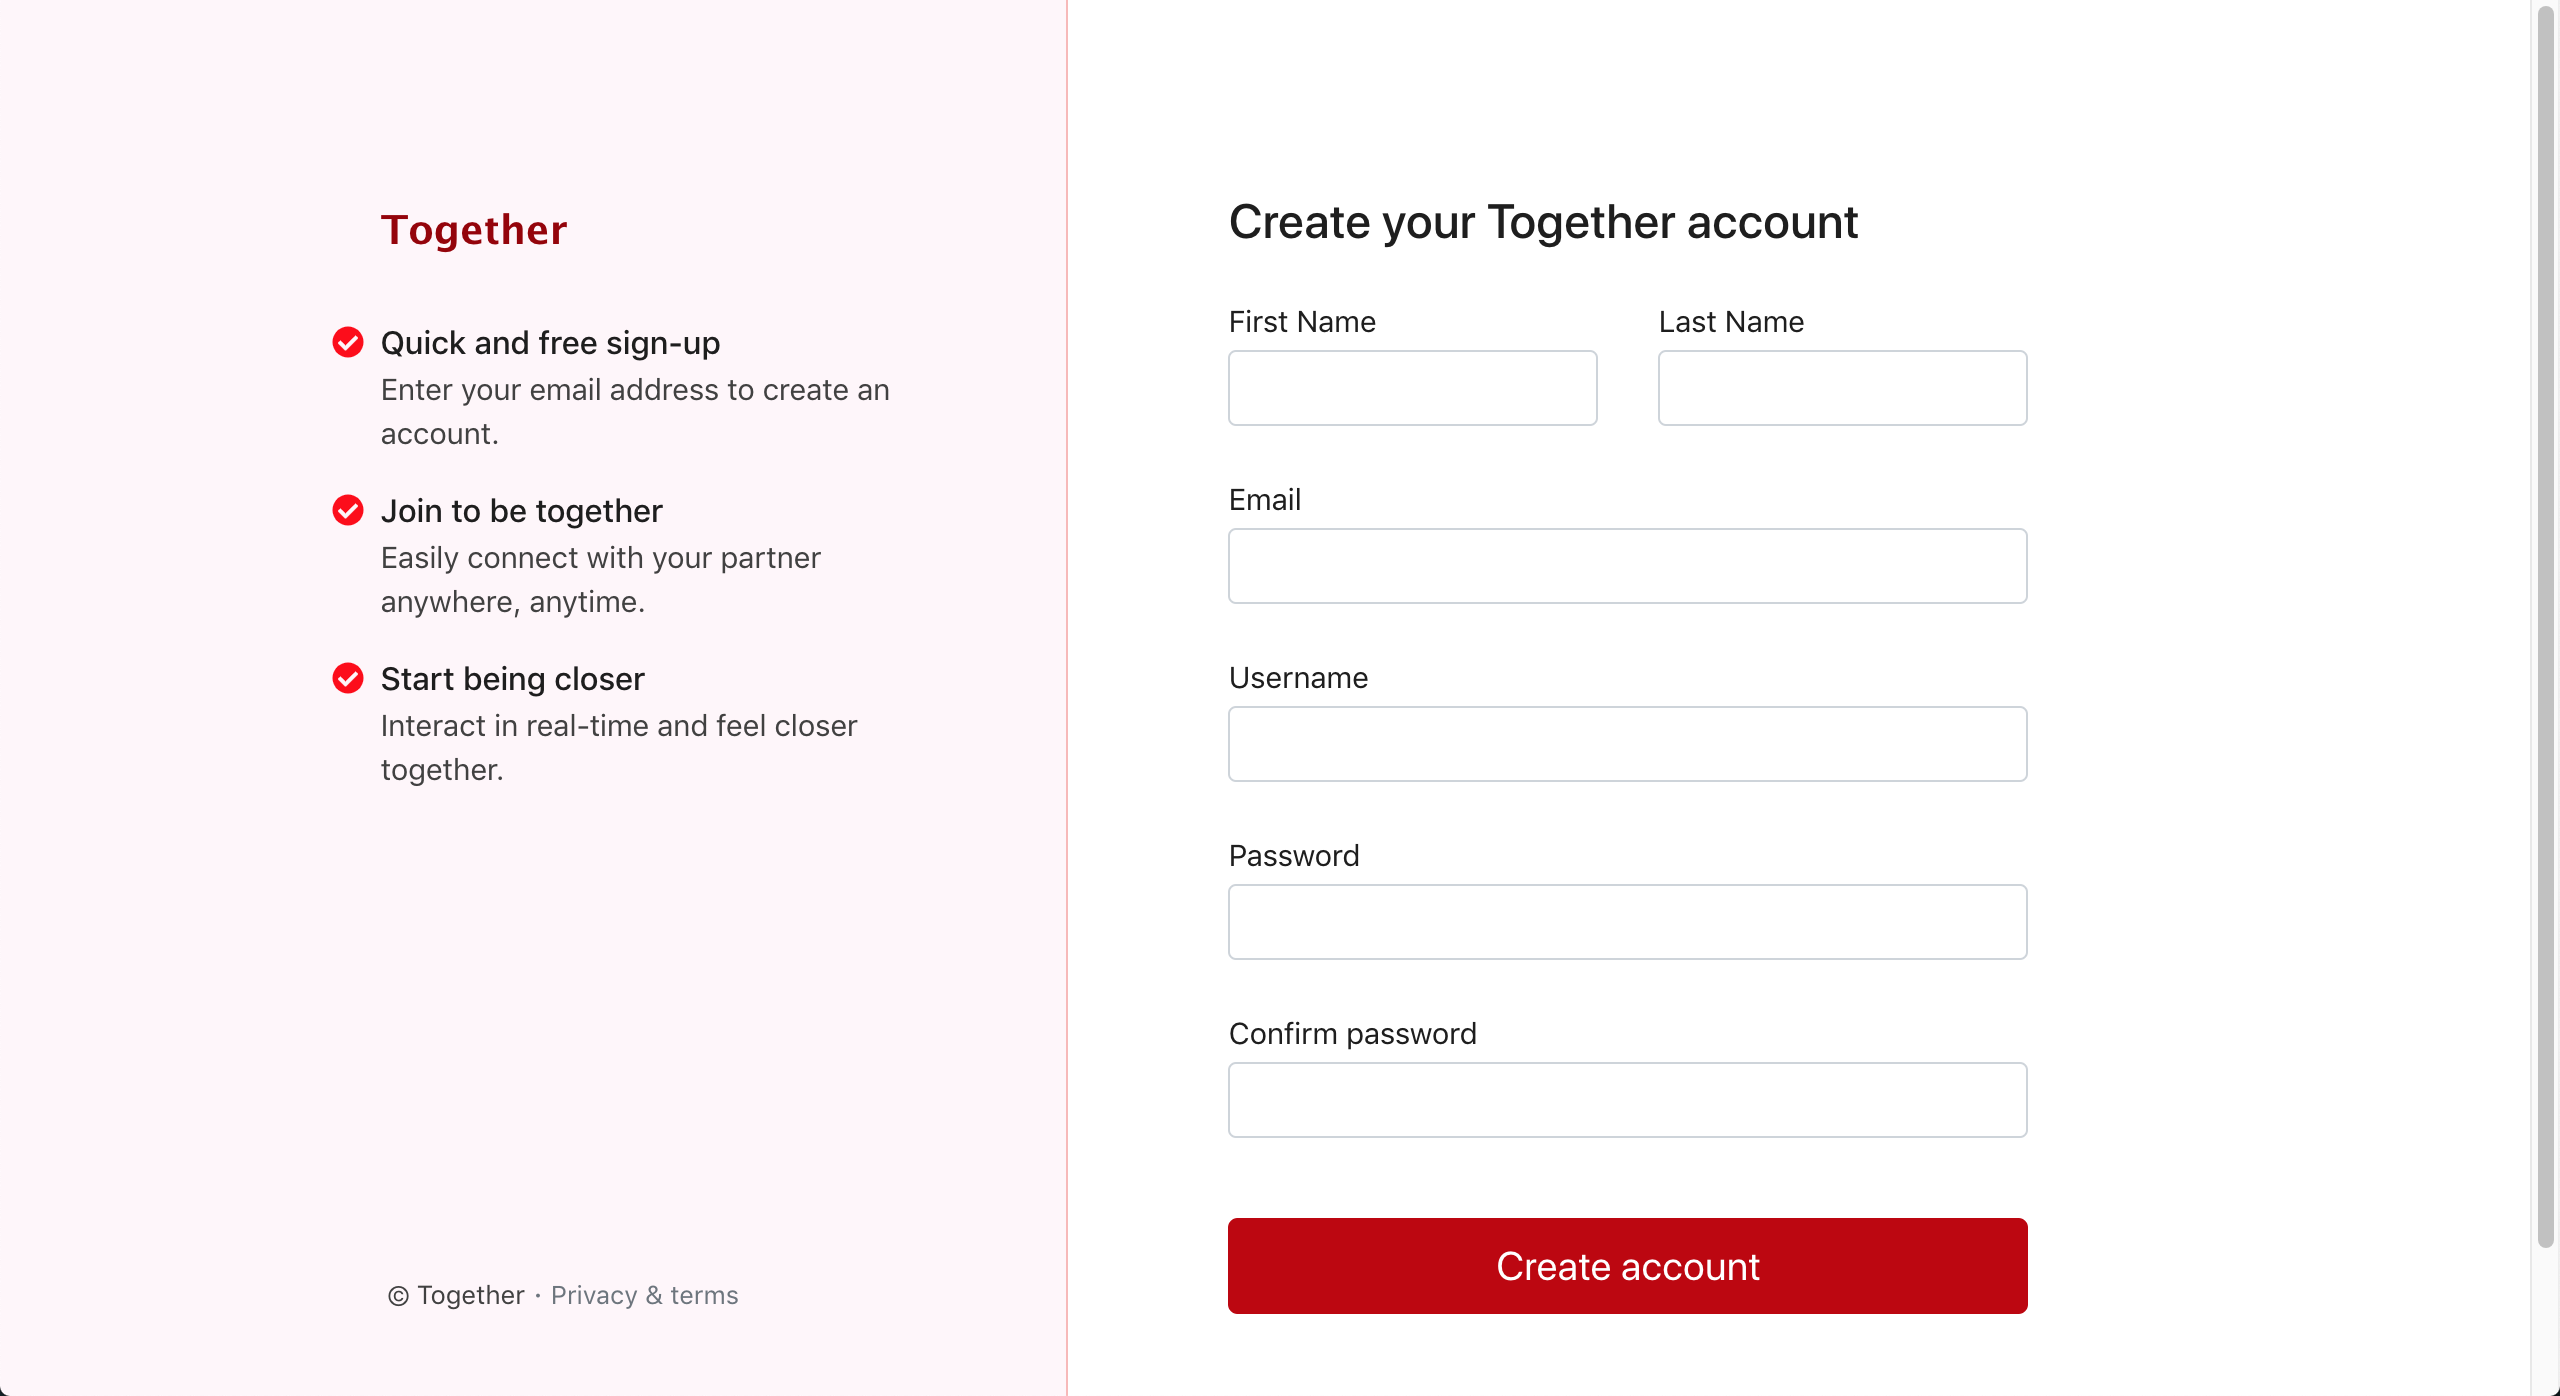 Together
Quick and free sign-up
Enter your email address to create an
account.
Join to be together
Easily connect with your partner
anywhere, anytime.
Start being closer
Interact in real-time and feel closer
together.
© Together · Privacy & terms
Create your Together account
First Name
Last Name
Email
Username
Password
Confirm password
Create account